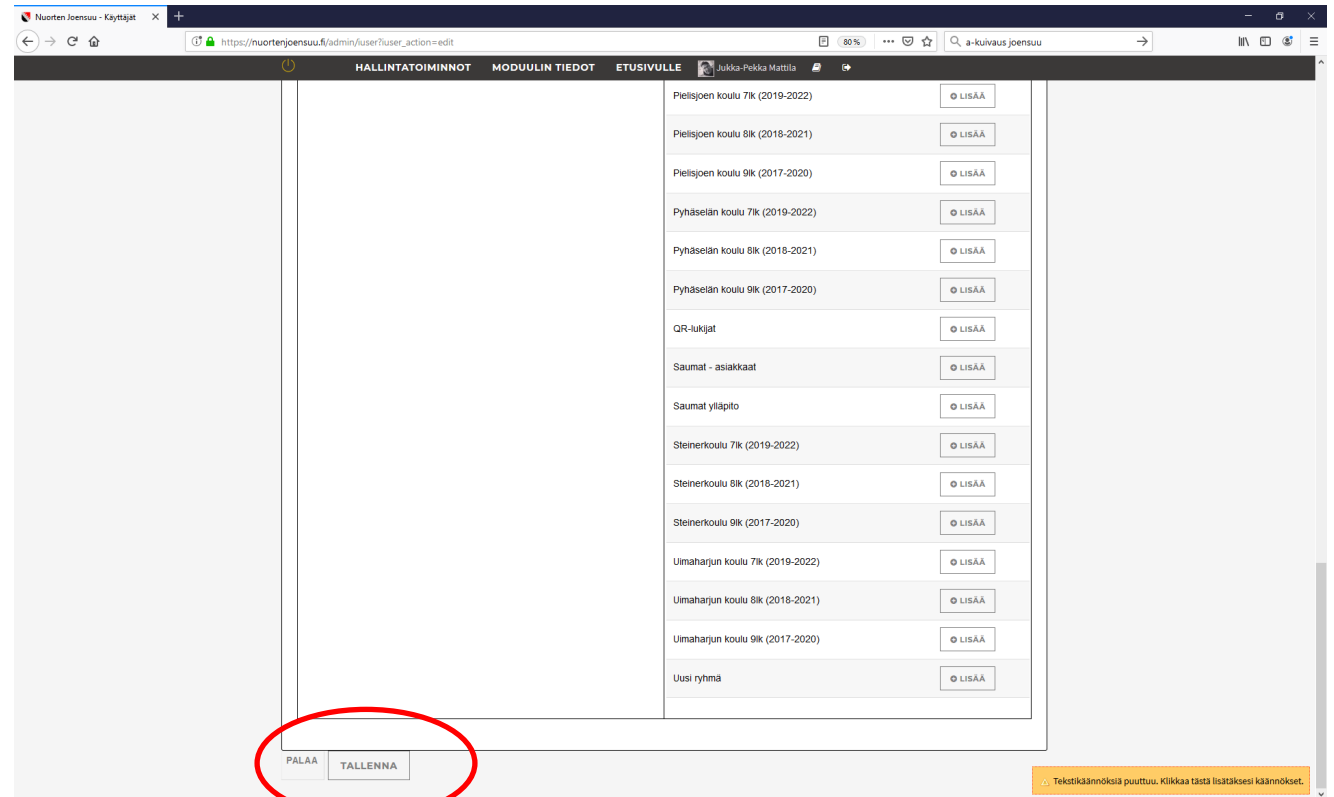 Nuorten Joensuu - Käyttäjät
https://nuortenjoensuu.fi/admin/iuser?iuser_action=edit
80%
a-kuivaus joensuu
HALLINTATOIMINNOT MODUULIN TIEDOT ETUSIVULLE Jukka-Pekka Mattila
Pielisjoen koulu 7lk (2019-2022) LISÄÄ
Pielisjoen koulu 8lk (2018-2021) LISÄÄ
Pielisjoen koulu 9lk (2017-2020) LISÄÄ
Pyhäselän koulu 7lk (2019-2022) LISÄÄ
Pyhäselän koulu 8lk (2018-2021) LISÄÄ
Pyhäselän koulu 9lk (2017-2020) LISÄÄ
QR-lukijat LISÄÄ
Saumat - asiakkaat LISÄÄ
Saumat ylläpito LISÄÄ
Steinerkoulu 7lk (2019-2022) LISÄÄ
Steinerkoulu 8lk (2018-2021) LISÄÄ
Steinerkoulu 9lk (2017-2020) LISÄÄ
Uimaharjun koulu 7lk (2019-2022) LISÄÄ
Uimaharjun koulu 8lk (2018-2021) LISÄÄ
Uimaharjun koulu 9lk (2017-2020) LISÄÄ
Uusi ryhmä LISÄÄ
PALAA TALLENNA
Tekstikäännöksiä puuttuu. Klikkaa tästä lisätäksesi käännökset.